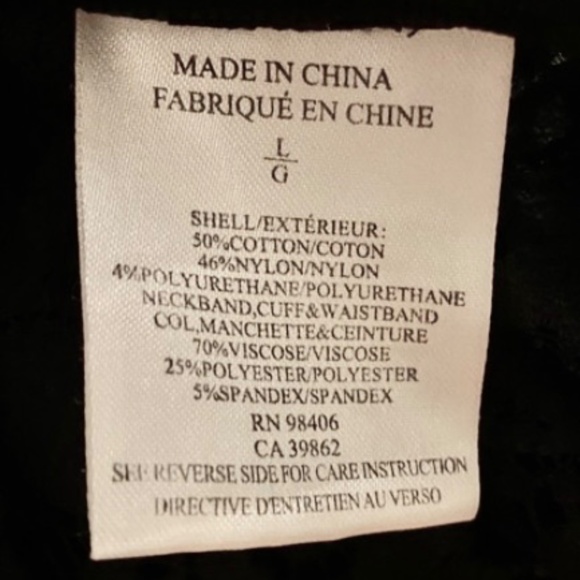 MADE IN CHINA
FABRIQUÉ EN CHINE
L
G
SHELL/EXTÉRIEUR:
50%COTTON/COTON
46%NYLON/NYLON
4%POLYURETHANE/POLYURETHANE
NECKBAND,CUFF&WAISTBAND
COL,MANCHETTE&CEINTURE
70%VISCOSE/VISCOSE
25%POLYESTER/POLYESTER
5%SPANDEX/SPANDEX
RN 98406
CA 39862
SEE REVERSE SIDE FOR CARE INSTRUCTION
DIRECTIVE D'ENTRETIEN AU VERSO